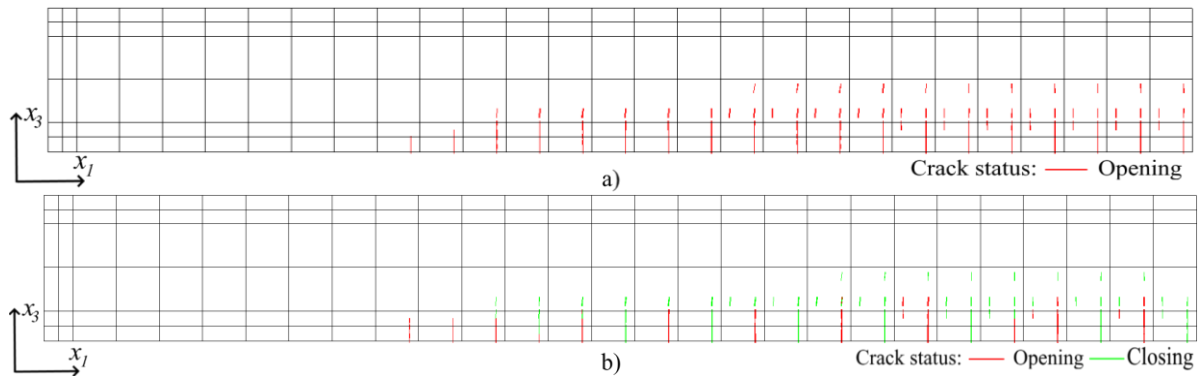 x₃
x₁
Crack status: Opening
a)
x₃
x₁
Crack status: Opening Closing
b)